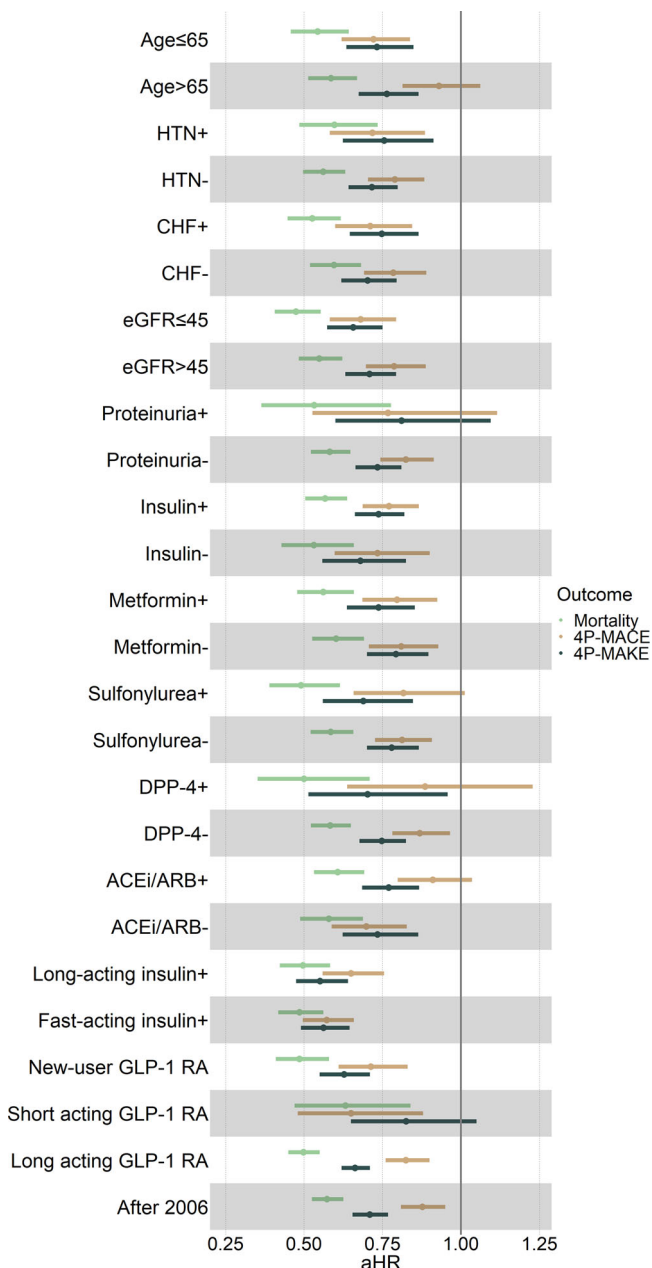 Age≤65
Age>65
HTN+
HTN-
CHF+
CHF-
eGFR≤45
eGFR>45
Proteinuria+
Proteinuria-
Insulin+
Insulin-
Metformin+
Metformin-
Sulfonylurea+
Sulfonylurea-
DPP-4+
DPP-4-
ACEi/ARB+
ACEi/ARB-
Long-acting insulin+
Fast-acting insulin+
New-user GLP-1 RA
Short acting GLP-1 RA
Long acting GLP-1 RA
After 2006
0.25 0.50 0.75 1.00 1.25
aHR
Outcome
Mortality
4P-MACE
4P-MAKE